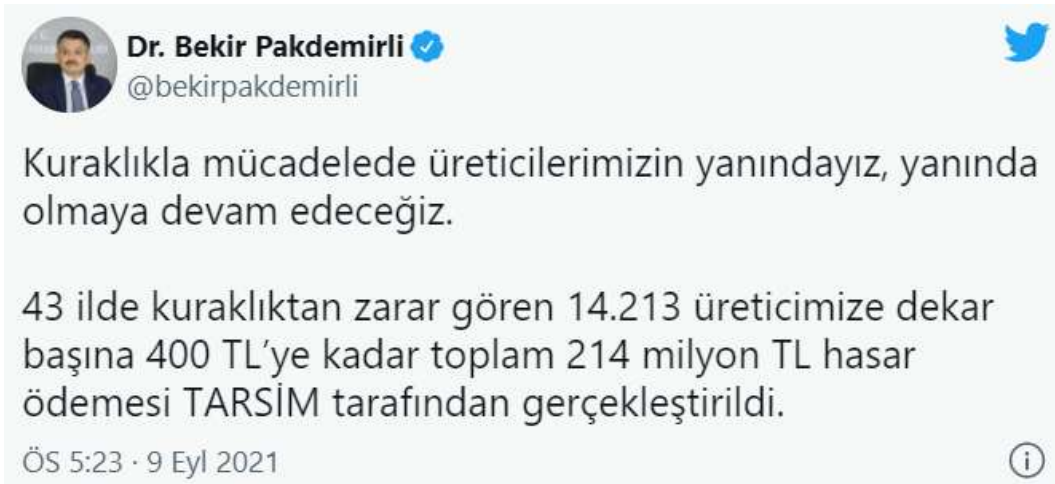 Dr. Bekir Pakdemirli
@bekirpakdemirli
Kuraklıkla mücadelede üreticilerimizin yanındayız, yanında
olmaya devam edeceğiz.
43 ilde kuraklıktan zarar gören 14.213 üreticimize dekar
başına 400 TL’ye kadar toplam 214 milyon TL hasar
ödemesi TARSİM tarafından gerçekleştirildi.
ÖS 5:23 · 9 Eyl 2021